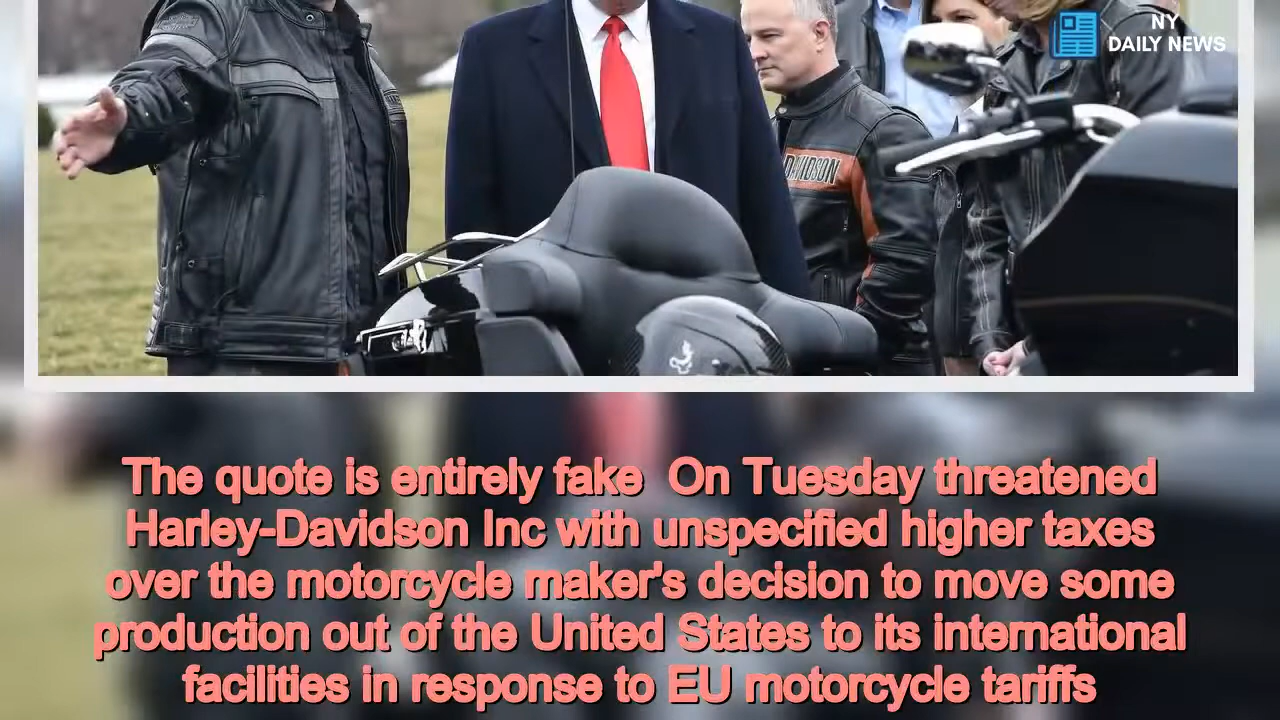 NY
DAILY NEWS
DAVIDSON
The quote is entirely fake On Tuesday threatened
Harley-Davidson Inc with unspecified higher taxes
over the motorcycle maker's decision to move some
production out of the United States to its international
facilities in response to EU motorcycle tariffs